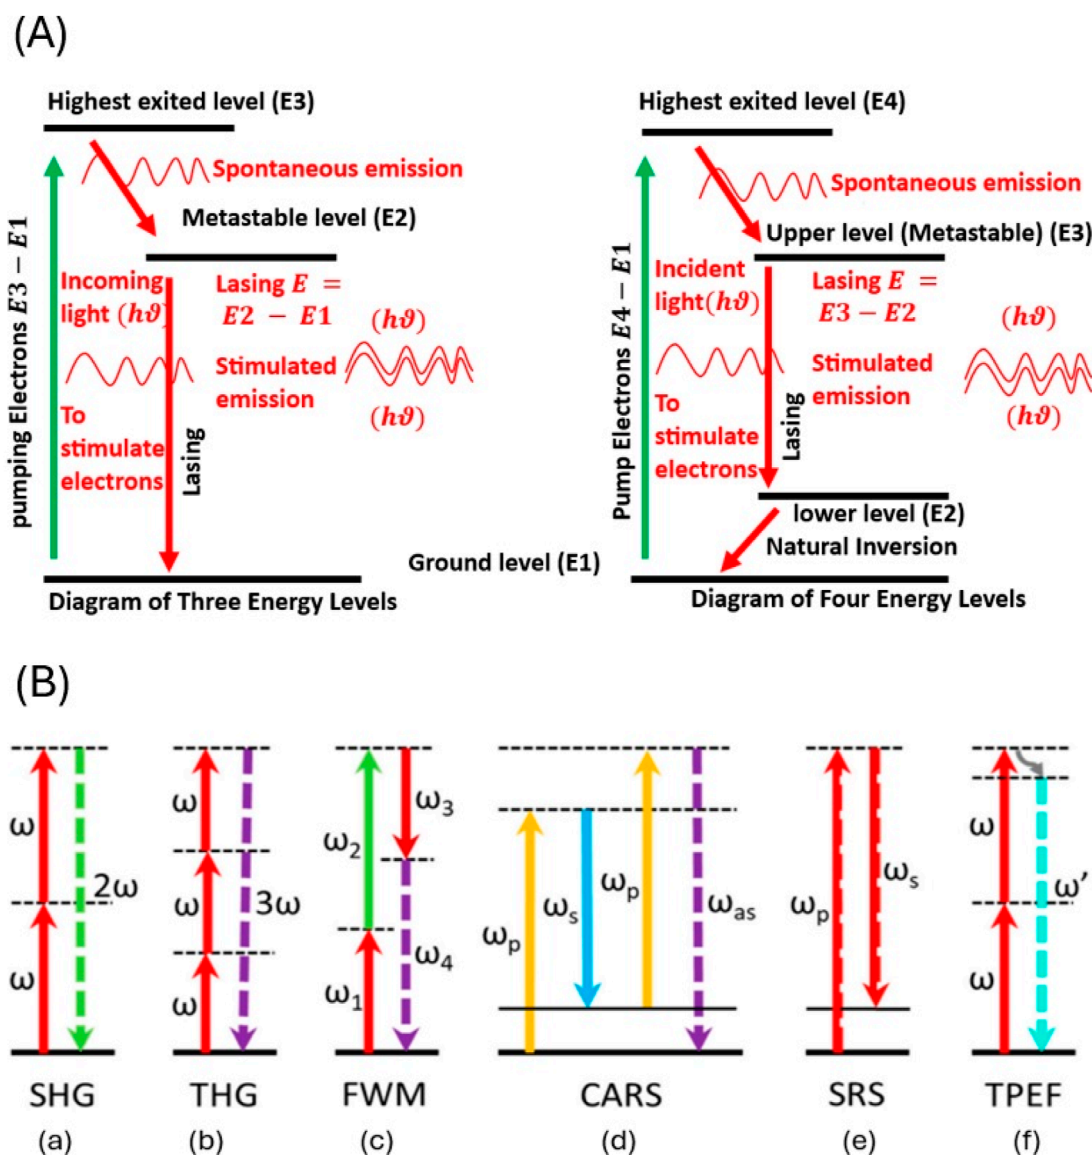 (A)
Highest exited level (E3)
Spontaneous emission
Metastable level (E2)
pumping Electrons E3 − E1
Incoming
light (hϑ)
Lasing E =
E2 − E1
(hϑ)
Stimulated
emission
(hϑ)
To
stimulate
electrons
Lasing
Ground level (E1)
Diagram of Three Energy Levels
Highest exited level (E4)
Spontaneous emission
Upper level (Metastable) (E3)
Pump Electrons E4 − E1
Incident
light(hϑ)
Lasing E =
E3 − E2
(hϑ)
Stimulated
emission
(hϑ)
To
stimulate
electrons
Lasing
lower level (E2)
Natural Inversion
Diagram of Four Energy Levels
(B)
ω
2ω
ω
SHG
(a)
ω
ω
3ω
ω
THG
(b)
ω2
ω3
ω1
ω4
FWM
(c)
ωp
ωs
ωp
ωas
CARS
(d)
ωp
ωs
SRS
(e)
ω
ω’
ω
TPEF
(f)